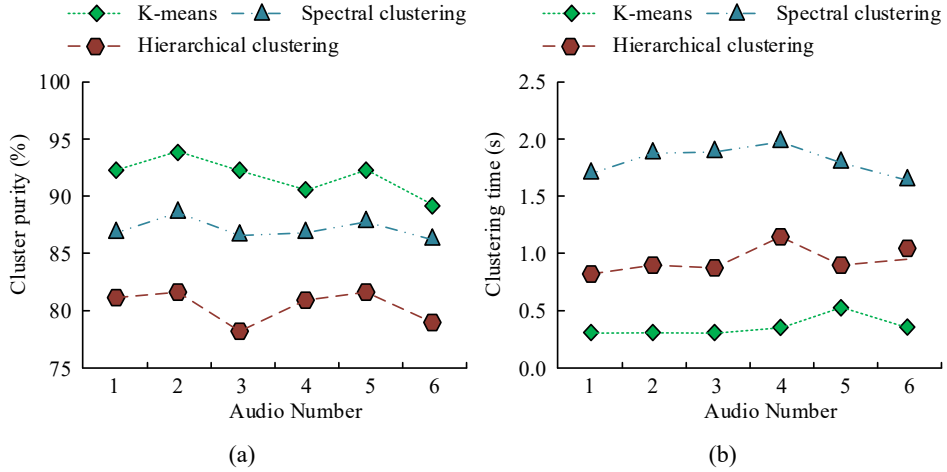 K-means Spectral clustering
Hierarchical clustering
Cluster purity (%)
100
95
90
85
80
75
1 2 3 4 5 6
Audio Number
(a)
K-means Spectral clustering
Hierarchical clustering
Clustering time (s)
2.5
2.0
1.5
1.0
0.5
0.0
1 2 3 4 5 6
Audio Number
(b)